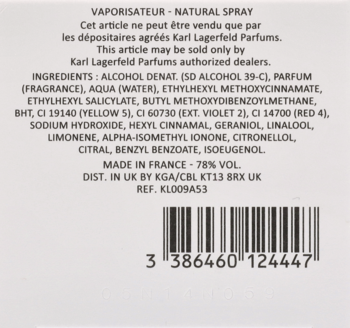 VAPORISATEUR - NATURAL SPRAY
Cet article ne peut être vendu que par
les dépositaires agréés Karl Lagerfeld Parfums.
This article may be sold only by
Karl Lagerfeld Parfums authorized dealers.
INGREDIENTS : ALCOHOL DENAT. (SD ALCOHOL 39-C), PARFUM
(FRAGRANCE), AQUA (WATER), ETHYLHEXYL METHOXYCINNAMATE,
ETHYLHEXYL SALICYLATE, BUTYL METHOXYDIBENZOYLMETHANE,
BHT, CI 19140 (YELLOW 5), CI 60730 (EXT. VIOLET 2), CI 14700 (RED 4),
SODIUM HYDROXIDE, HEXYL CINNAMAL, GERANIOL, LINALOOL,
LIMONENE, ALPHA-ISOMETHYL IONONE, CITRONELLOL,
CITRAL, BENZYL BENZOATE, ISOEUGENOL.
MADE IN FRANCE - 78% VOL.
DIST. IN UK BY KGA/CBL KT13 8RX UK
REF. KL009A53
3 386460 124447